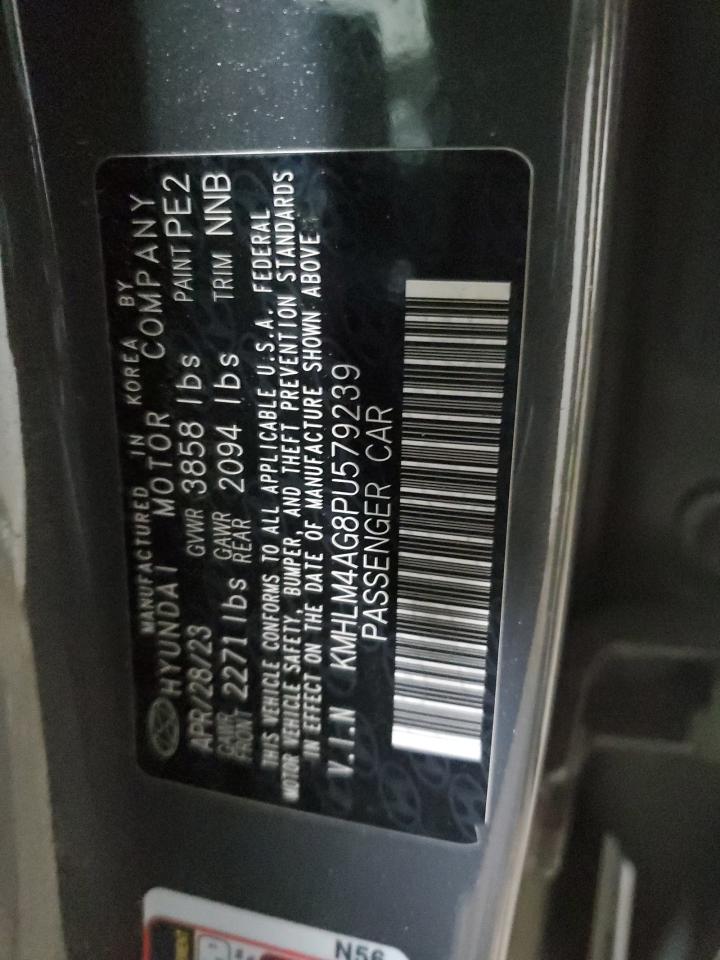 MANUFACTURED IN KOREA BY
HYUNDAI MOTOR COMPANY
APR/28/23 GVWR 3858 lbs PAINT PE2
GAWR FRONT 2271 lbs GAWR REAR 2094 lbs TRIM NNB
THIS VEHICLE CONFORMS TO ALL APPLICABLE U.S.A. FEDERAL
MOTOR VEHICLE SAFETY, BUMPER, AND THEFT PREVENTION STANDARDS
IN EFFECT ON THE DATE OF MANUFACTURE SHOWN ABOVE.
V.I.N KMHLM4AG8PU579239
PASSENGER CAR
N56